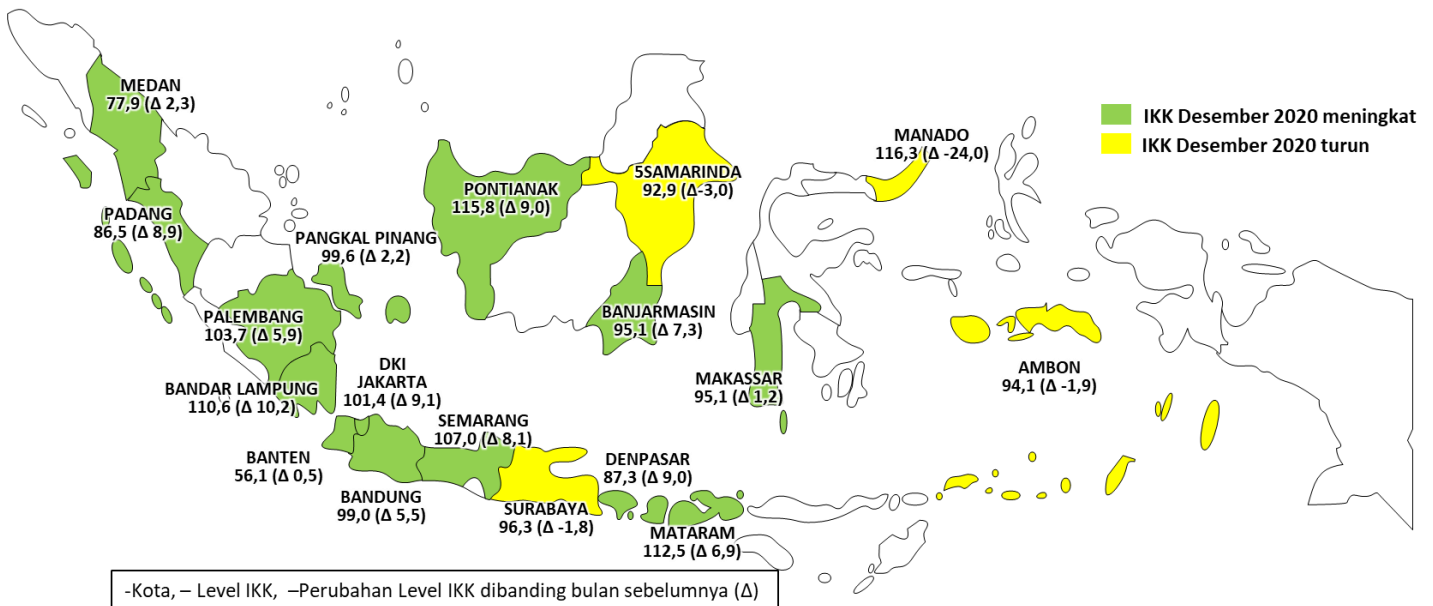 MEDAN
77,9 (Δ 2,3)
PADANG
86,5 (Δ 8,9)
PANGKAL PINANG
99,6 (Δ 2,2)
PALEMBANG
103,7 (Δ 5,9)
BANDAR LAMPUNG
110,6 (Δ 10,2)
DKI
JAKARTA
101,4 (Δ 9,1)
BANTEN
56,1 (Δ 0,5)
BANDUNG
99,0 (Δ 5,5)
SEMARANG
107,0 (Δ 8,1)
SURABAYA
96,3 (Δ -1,8)
DENPASAR
87,3 (Δ 9,0)
MATARAM
112,5 (Δ 6,9)
PONTIANAK
115,8 (Δ 9,0)
5SAMARINDA
92,9 (Δ-3,0)
BANJARMASIN
95,1 (Δ 7,3)
MAKASSAR
95,1 (Δ 1,2)
MANADO
116,3 (Δ -24,0)
AMBON
94,1 (Δ -1,9)
IKK Desember 2020 meningkat
IKK Desember 2020 turun
-Kota, – Level IKK, –Perubahan Level IKK dibanding bulan sebelumnya (Δ)